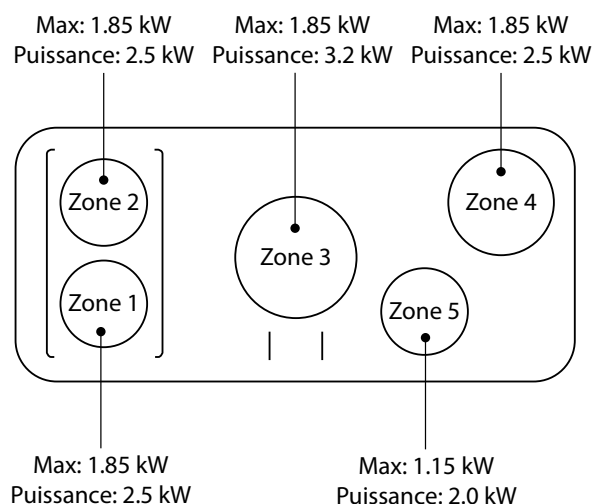 Max: 1.85 kW
Puissance: 2.5 kW
Max: 1.85 kW
Puissance: 3.2 kW
Max: 1.85 kW
Puissance: 2.5 kW
Zone 2
Zone 4
Zone 3
Zone 1
Zone 5
Max: 1.85 kW
Puissance: 2.5 kW
Max: 1.15 kW
Puissance: 2.0 kW